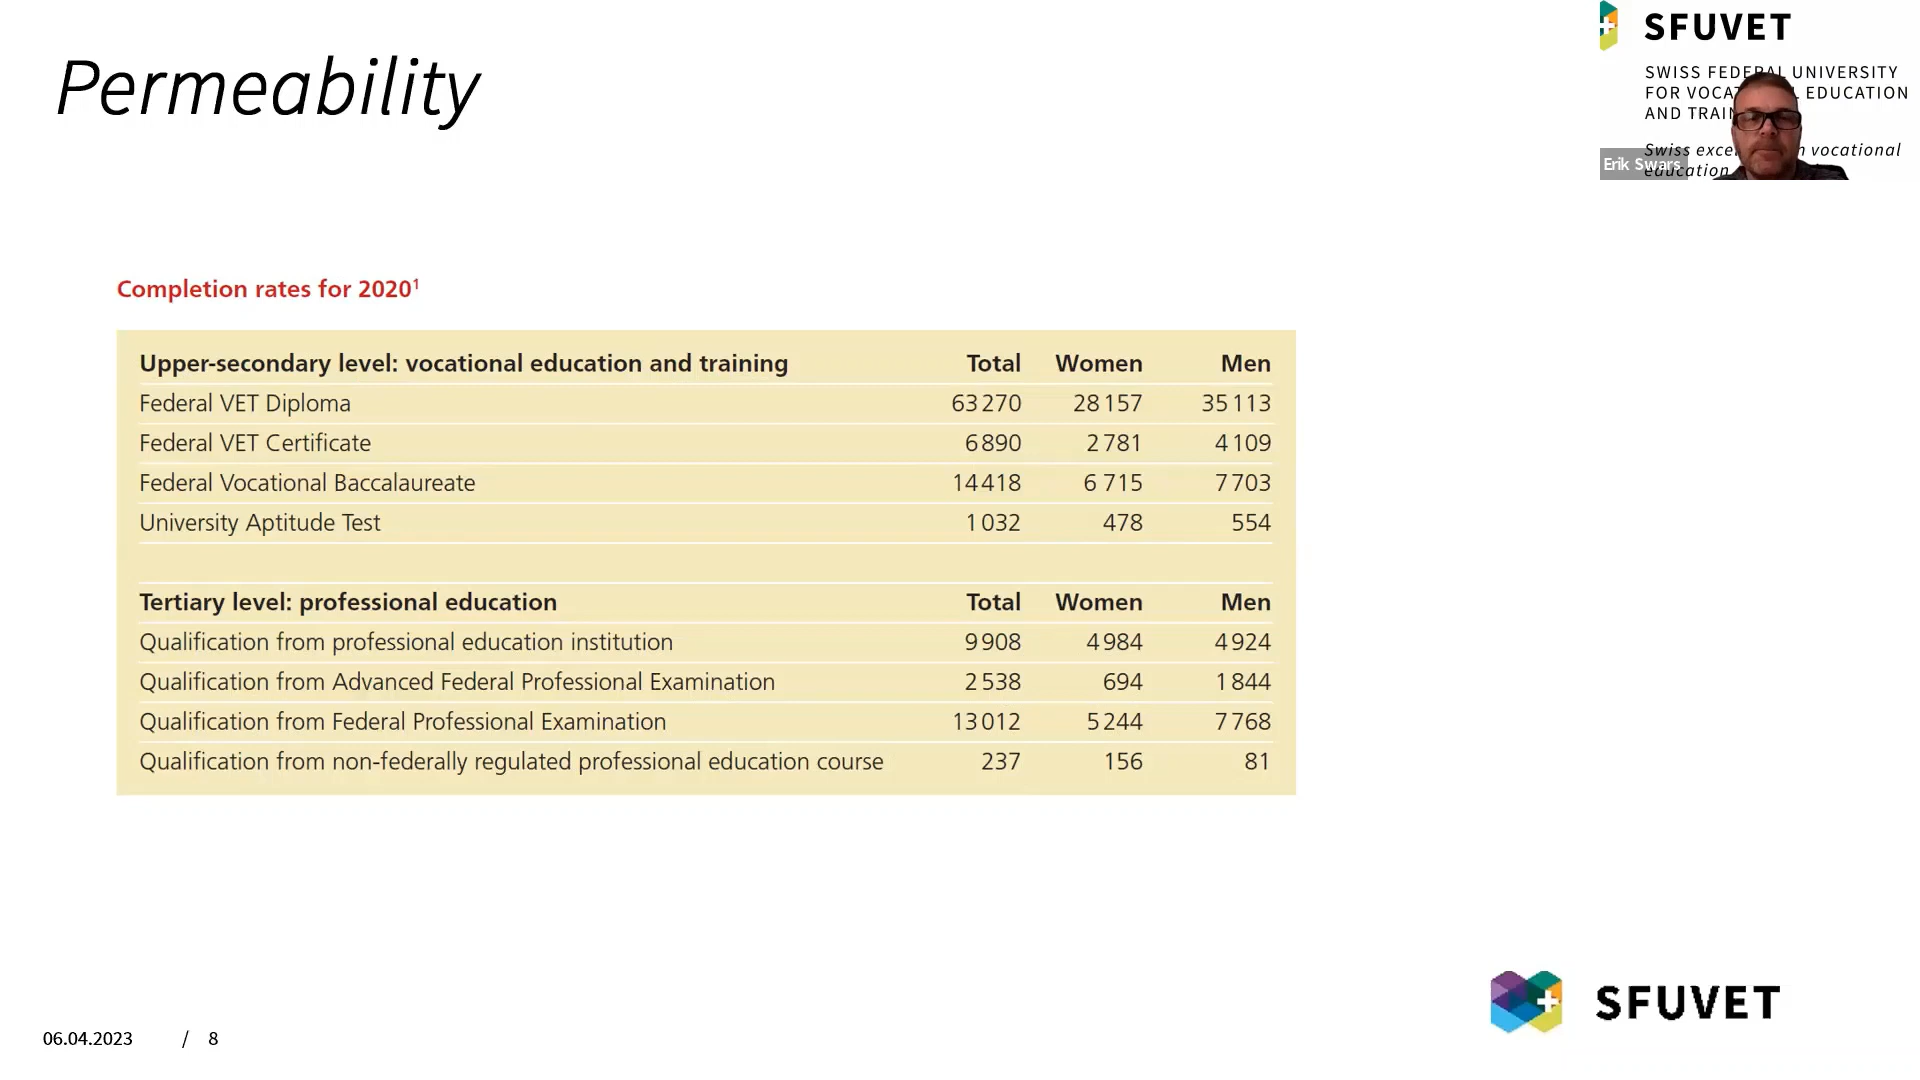 Permeability
SFUVET
SWISS FEDERAL UNIVERSITY
FOR EDUCATION
AND
Swiss vocational
education
Erik Swars
Completion rates for 2020¹
Upper-secondary level: vocational education and training Total Women Men
Federal VET Diploma 63 270 28 157 35 113
Federal VET Certificate 6 890 2 781 4 109
Federal Vocational Baccalaureate 14 418 6 715 7 703
University Aptitude Test 1 032 478 554
Tertiary level: professional education Total Women Men
Qualification from professional education institution 9 908 4 984 4 924
Qualification from Advanced Federal Professional Examination 2 538 694 1 844
Qualification from Federal Professional Examination 13 012 5 244 7 768
Qualification from non-federally regulated professional education course 237 156 81
SFUVET
06.04.2023 / 8